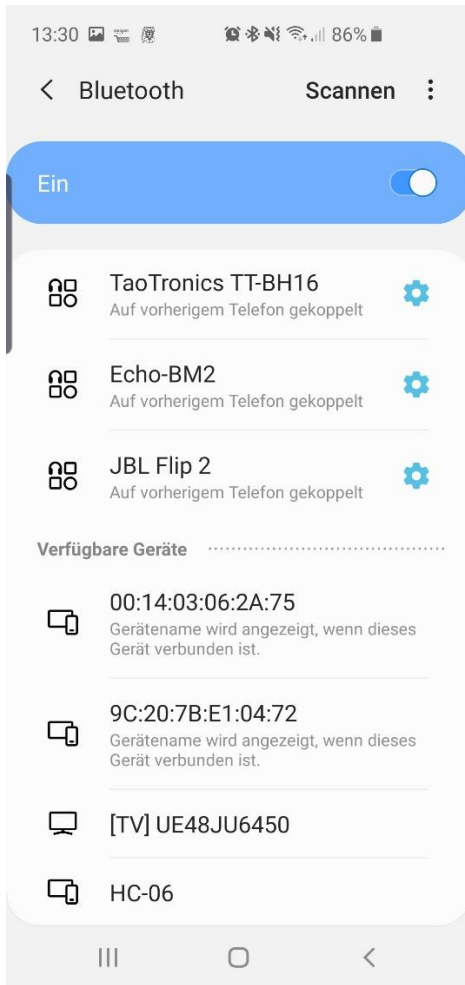 13:30 86%
Bluetooth Scannen
Ein
TaoTronics TT-BH16
Auf vorherigem Telefon gekoppelt
Echo-BM2
Auf vorherigem Telefon gekoppelt
JBL Flip 2
Auf vorherigem Telefon gekoppelt
Verfügbare Geräte
00:14:03:06:2A:75
Gerätename wird angezeigt, wenn dieses
Gerät verbunden ist.
9C:20:7B:E1:04:72
Gerätename wird angezeigt, wenn dieses
Gerät verbunden ist.
[TV] UE48JU6450
HC-06